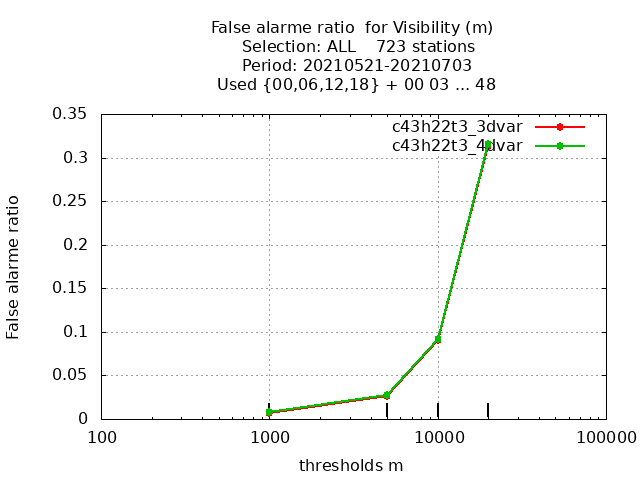 False alarme ratio  for Visibility (m)
Selection: ALL    723 stations
Period: 20210521-20210703
Used {00,06,12,18} + 00 03 ... 48
c43h22t3_3dvar
c43h22t3_4dvar
False alarme ratio
0.35
0.3
0.25
0.2
0.15
0.1
0.05
0
100
1000
10000
100000
thresholds m